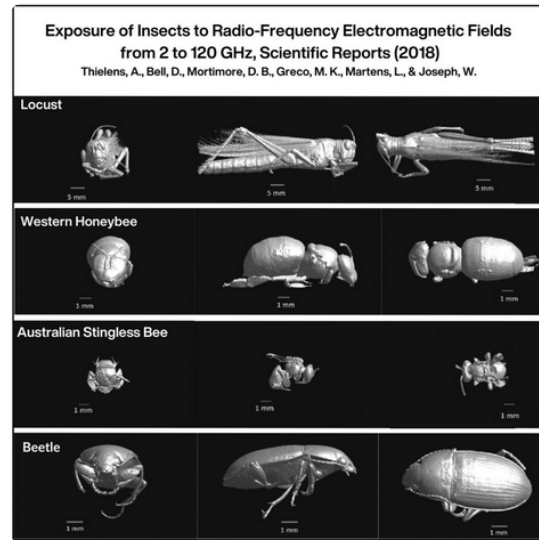 Exposure of Insects to Radio-Frequency Electromagnetic Fields
from 2 to 120 GHz, Scientific Reports (2018)
Thielens, A., Bell, D., Mortimore, D. B., Greco, M. K., Martens, L., & Joseph, W.
Locust
5 mm
5 mm
5 mm
Western Honeybee
1 mm
1 mm
1 mm
Australian Stingless Bee
1 mm
1 mm
1 mm
Beetle
1 mm
1 mm
1 mm